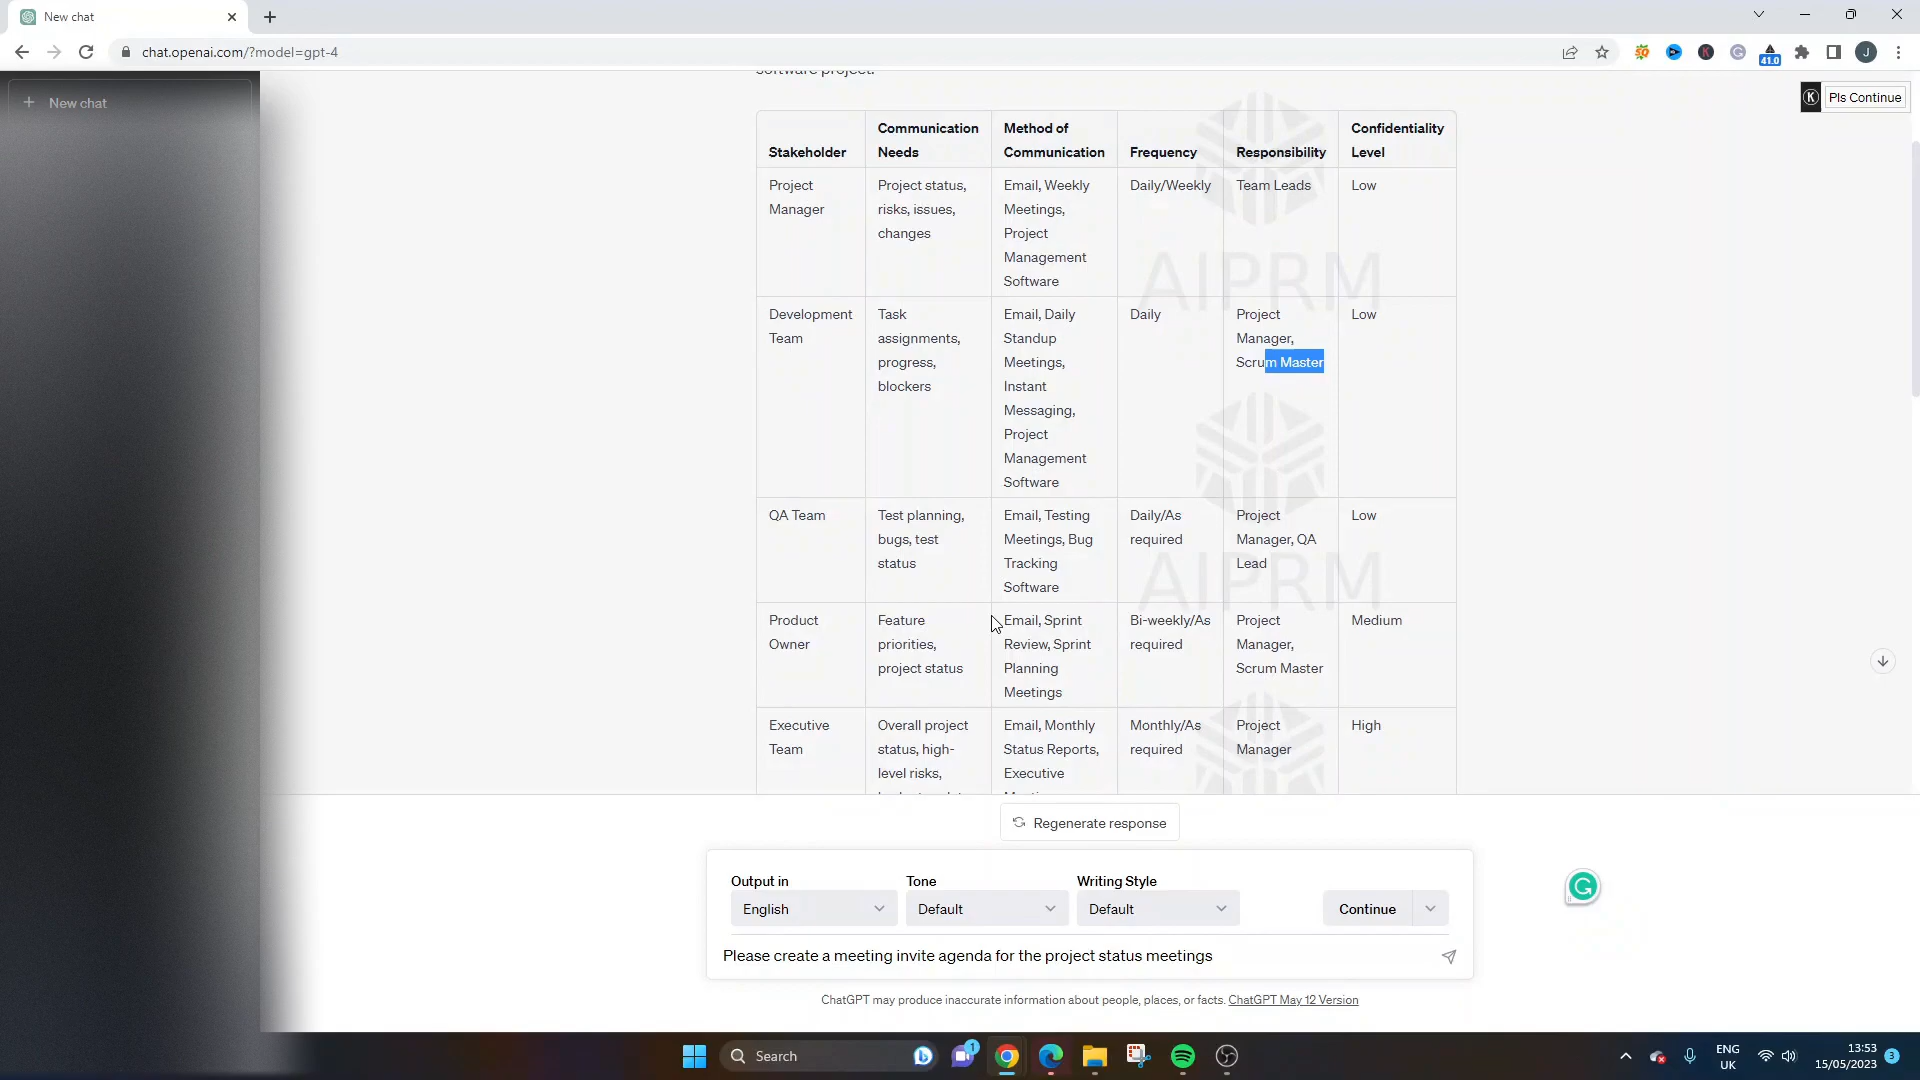 New chat
chat.openai.com/?model=gpt-4
41.0
J
New chat
K Pls Continue
software project.
Stakeholder
Communication
Needs
Method of
Communication
Frequency
Responsibility
Confidentiality
Level
Project
Manager
Project status,
risks, issues,
changes
Email, Weekly
Meetings,
Project
Management
Software
Daily/Weekly
Team Leads
Low
Development
Team
Task
assignments,
progress,
blockers
Email, Daily
Standup
Meetings,
Instant
Messaging,
Project
Management
Software
Daily
Project
Manager,
Scrum Master
Low
QA Team
Test planning,
bugs, test
status
Email, Testing
Meetings, Bug
Tracking
Software
Daily/As
required
Project
Manager, QA
Lead
Low
Product
Owner
Feature
priorities,
project status
Email, Sprint
Review, Sprint
Planning
Meetings
Bi-weekly/As
required
Project
Manager,
Scrum Master
Medium
Executive
Team
Overall project
status, high-
level risks,
Email, Monthly
Status Reports,
Executive
Monthly/As
required
Project
Manager
High
AIPRM
AIPRM
Regenerate response
Output in
Tone
Writing Style
English
Default
Default
Continue
Please create a meeting invite agenda for the project status meetings
ChatGPT may produce inaccurate information about people, places, or facts. ChatGPT May 12 Version
Search
1
ENG
UK
13:53
15/05/2023
3